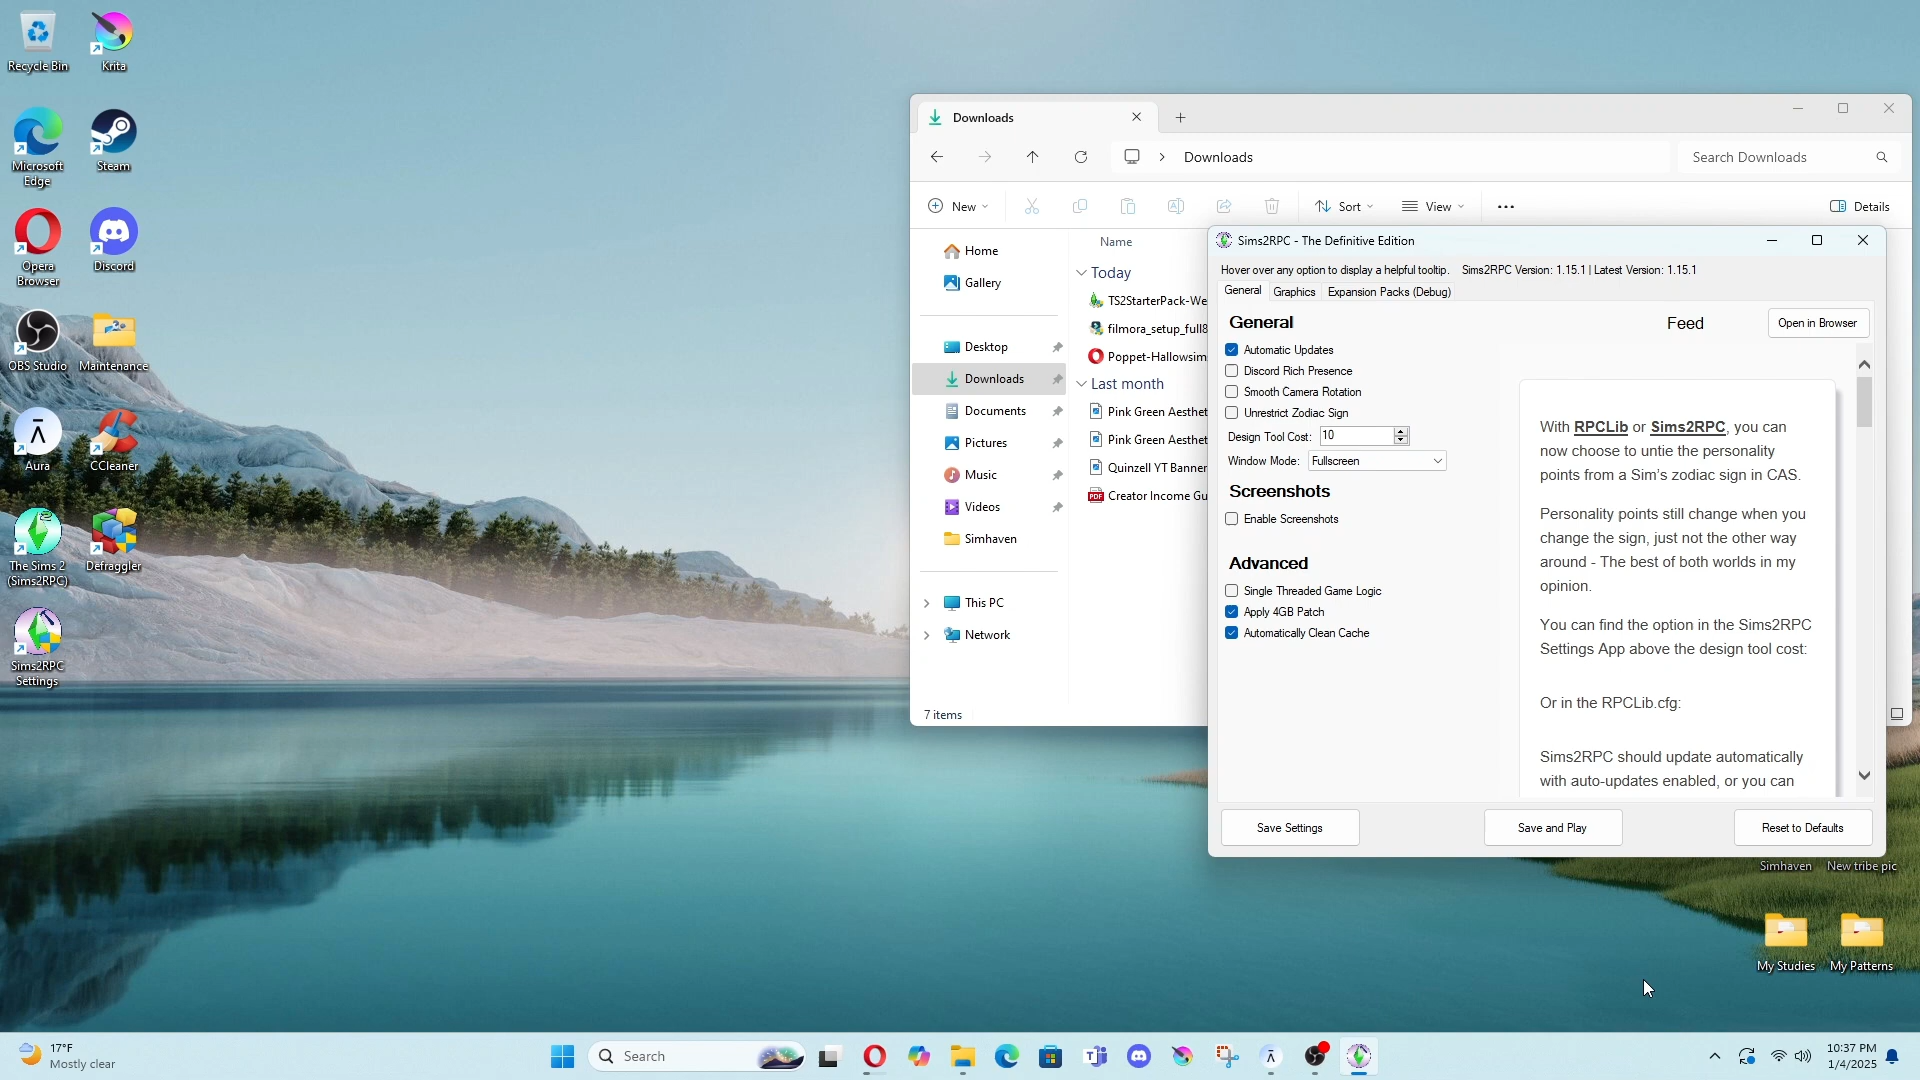 Recycle Bin
Krita
Microsoft
Edge
Steam
Opera
Browser
Discord
OBS Studio
Maintenance
Aura
CCleaner
The Sims 2
(Sims2RPC)
Defraggler
Sims2RPC
Settings
Downloads
Downloads
Search Downloads
New
Sort
View
Details
Home
Gallery
Desktop
Downloads
Documents
Pictures
Music
Videos
Simhaven
This PC
Network
7 items
Name
Today
TS2StarterPack-We
filmora_setup_full8
Poppet-Hallowsim
Last month
Pink Green Aesthet
Pink Green Aesthet
Quinzell YT Banner
Creator Income Gu
Sims2RPC - The Definitive Edition
Hover over any option to display a helpful tooltip. Sims2RPC Version: 1.15.1 | Latest Version: 1.15.1
General Graphics Expansion Packs (Debug)
General
Automatic Updates
Discord Rich Presence
Smooth Camera Rotation
Unrestrict Zodiac Sign
Design Tool Cost: 10
Window Mode: Fullscreen
Screenshots
Enable Screenshots
Advanced
Single Threaded Game Logic
Apply 4GB Patch
Automatically Clean Cache
Feed
Open in Browser
With RPCLib or Sims2RPC, you can
now choose to untie the personality
points from a Sim's zodiac sign in CAS.
Personality points still change when you
change the sign, just not the other way
around - The best of both worlds in my
opinion.
You can find the option in the Sims2RPC
Settings App above the design tool cost:
Or in the RPCLib.cfg:
Sims2RPC should update automatically
with auto-updates enabled, or you can
Save Settings
Save and Play
Reset to Defaults
Simhaven
New tribe pic
My Studies
My Patterns
17°F
Mostly clear
Search
10:37 PM
1/4/2025